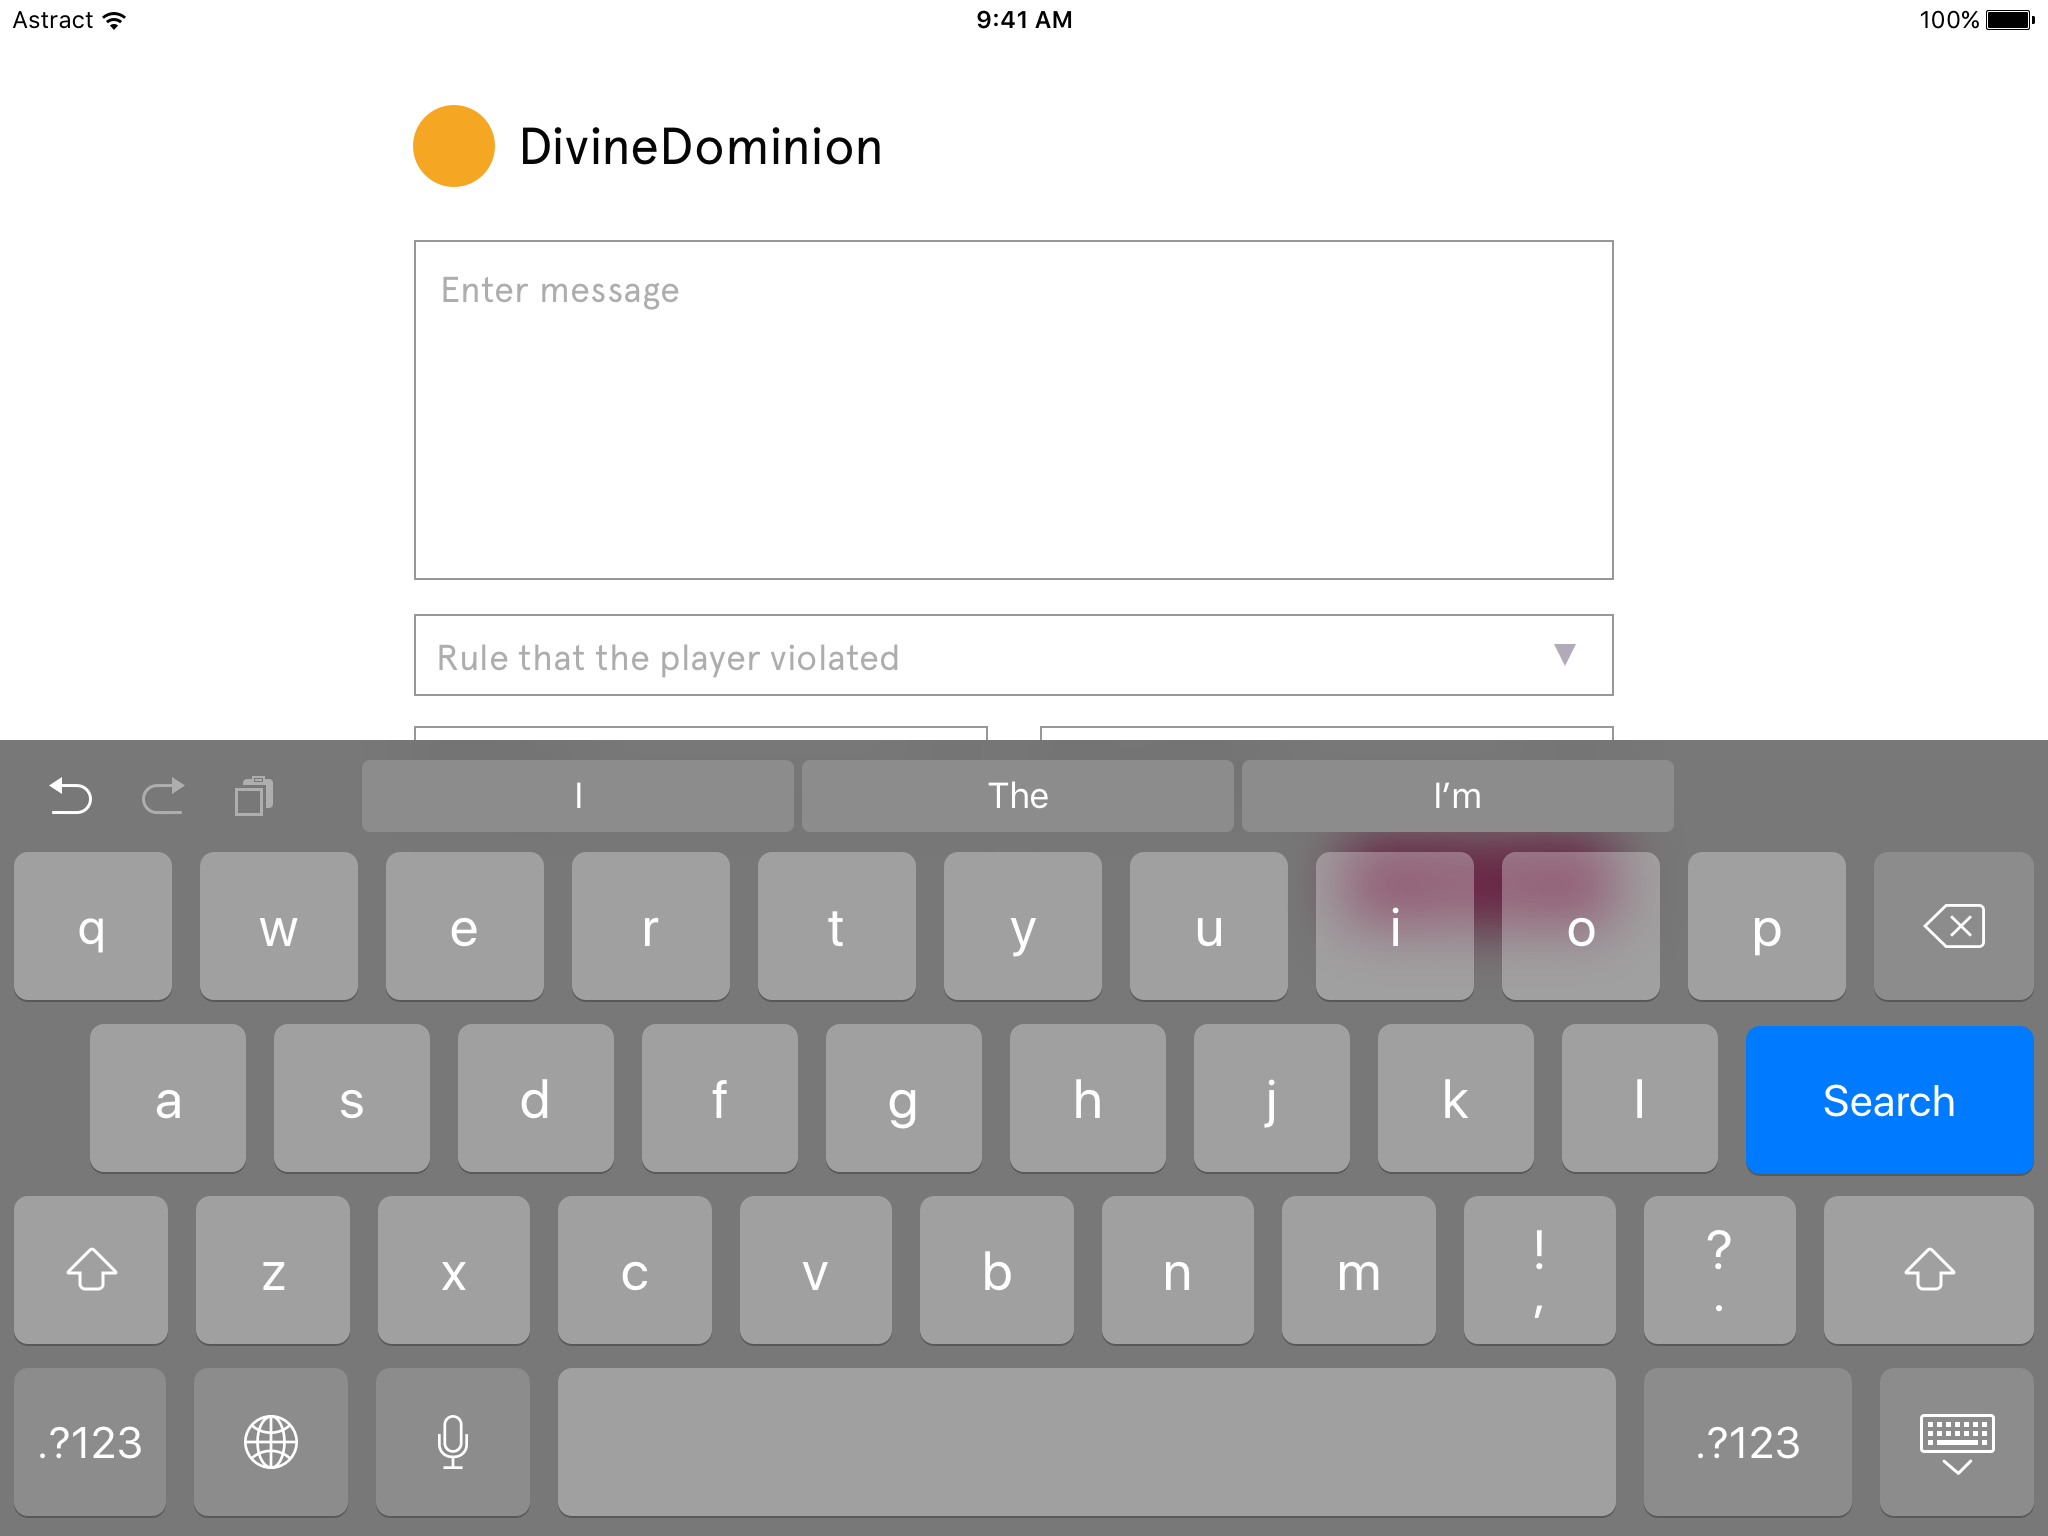 Astract 9:41 AM 100%
DivineDominion
Enter message
Rule that the player violated
I The I’m
q w e r t y u i o p
a s d f g h j k l Search
z x c v b n m ! ?
, .
.?123 .?123